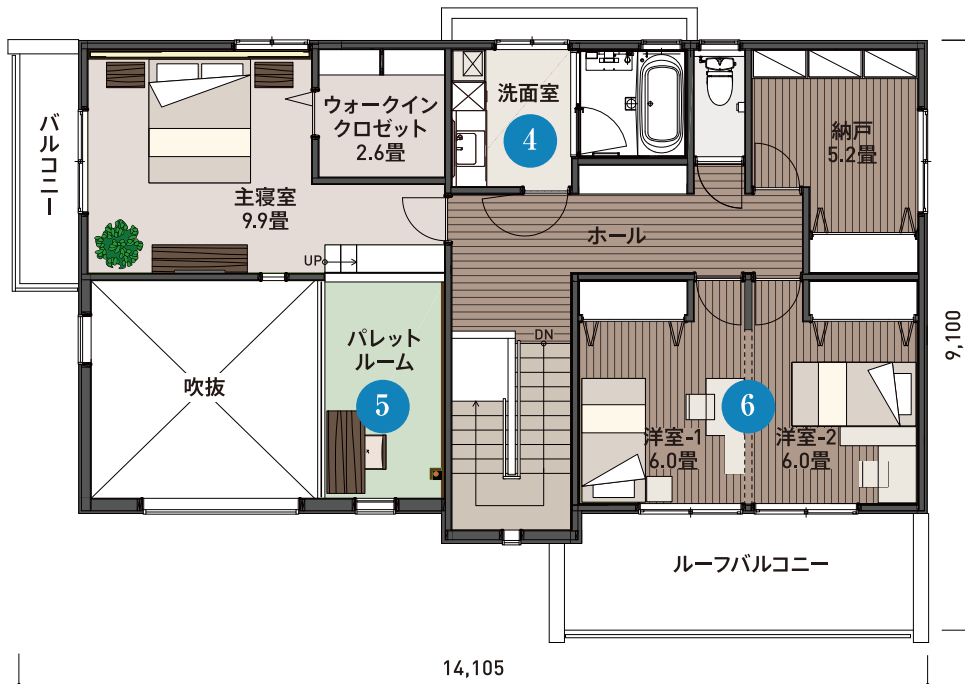 バルコニー
ウォークイン
クロゼット
2.6畳
洗面室
4
納戸
5.2畳
主寝室
9.9畳
ホール
UP
DN
パレット
ルーム
5
吹抜
6
洋室-1
6.0畳
洋室-2
6.0畳
ルーフバルコニー
9,100
14,105